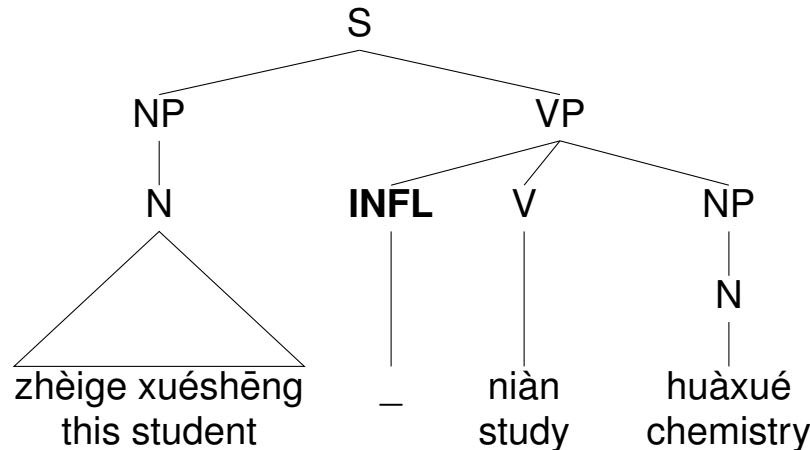 S
NP VP
N INFL V NP
N
zhèige xuéshēng _ niàn huàxué
this student study chemistry